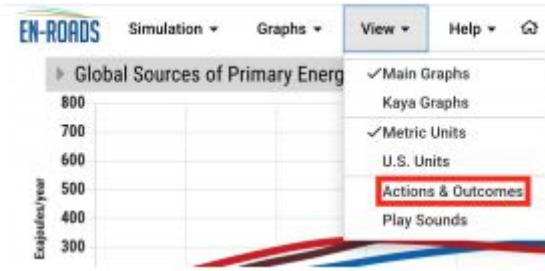 EN-ROADS Simulation Graphs View Help
Global Sources of Primary Energ
✓Main Graphs
Kaya Graphs
✓Metric Units
U.S. Units
Actions & Outcomes
Play Sounds
800
700
600
500
400
300
Exajoules/year